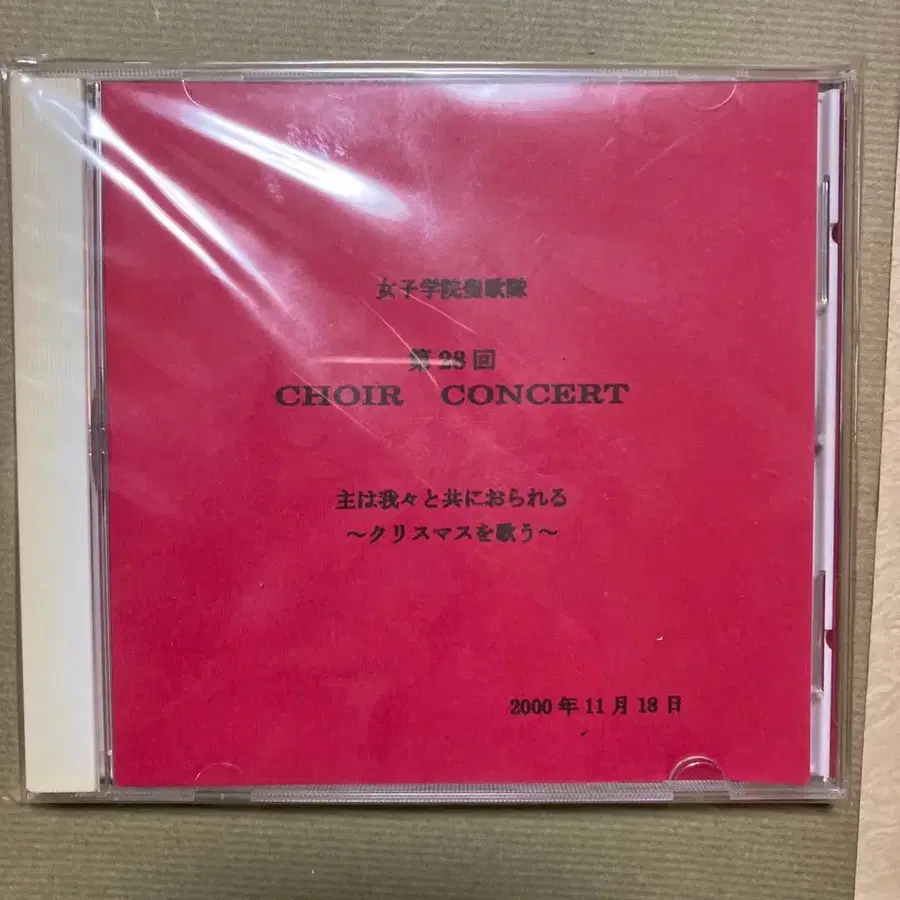 女子学院聖歌隊
第28回
CHOIR CONCERT
主は我々と共におられる
～クリスマスを歌う～
2000年11月18日